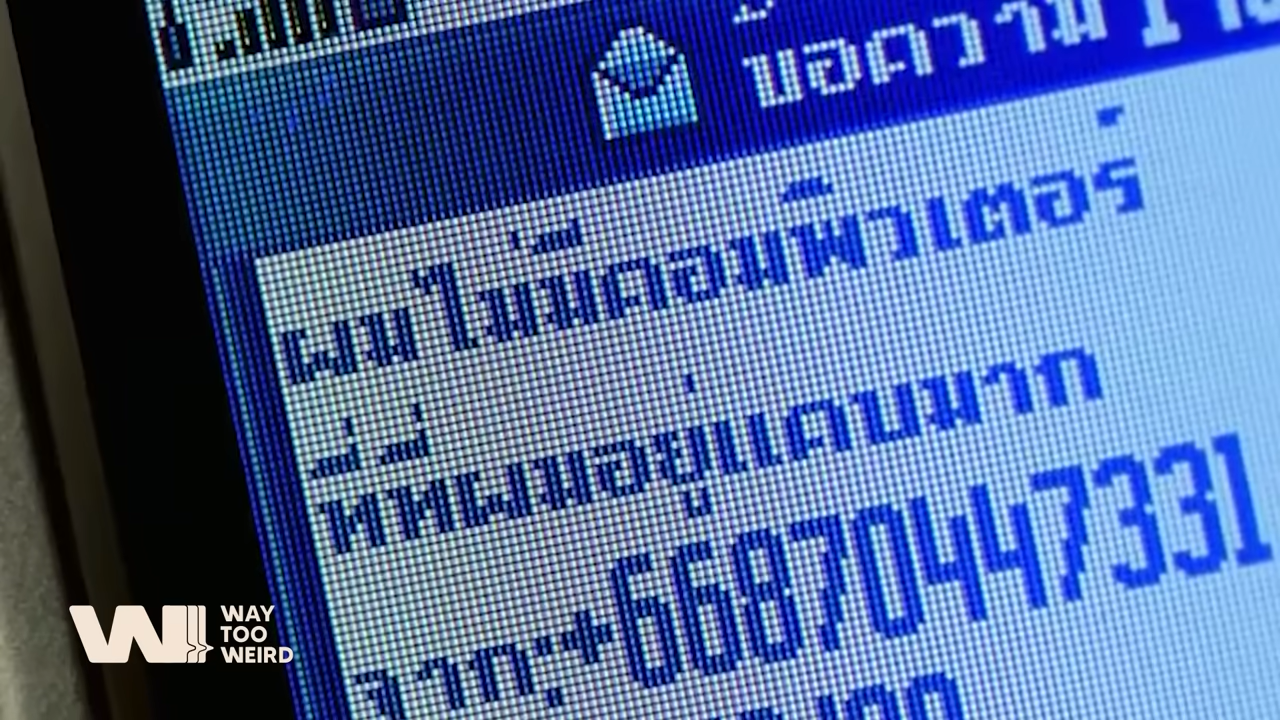 ข้อความ 1
ผมไม่มีคอมพิวเตอร์
ที่ที่ผมอยู่แคบมาก
จาก:+66870447331
WAY
TOO
WEIRD